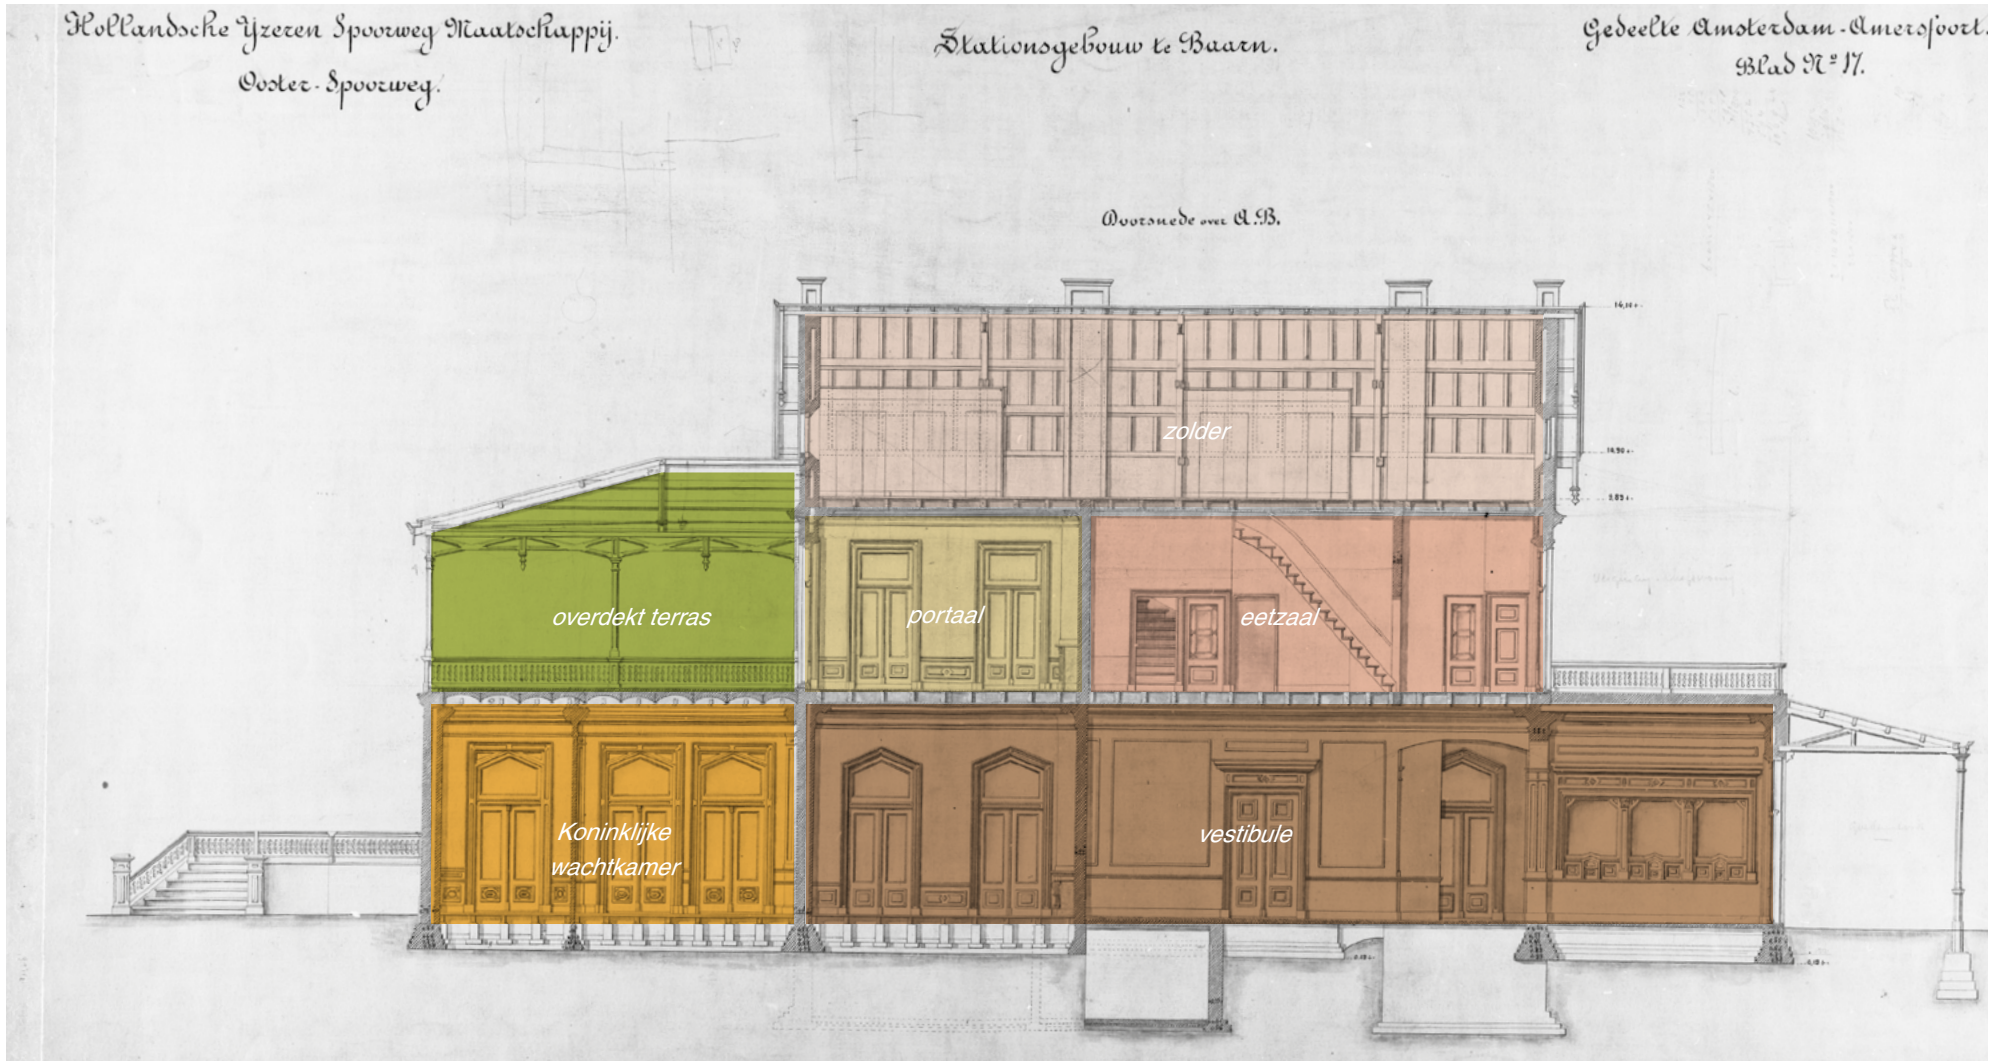 Hollandsche Yzeren Spoorweg Maatschappij.
Ooster-Spoorweg.
Stationsgebouw te Baarn.
Gedeelte Amsterdam-Amersfoort.
Blad Nº 17.
Doorsnede over A.B.
zolder
overdekt terras
portaal
eetzaal
Koninklijke
wachtkamer
vestibule